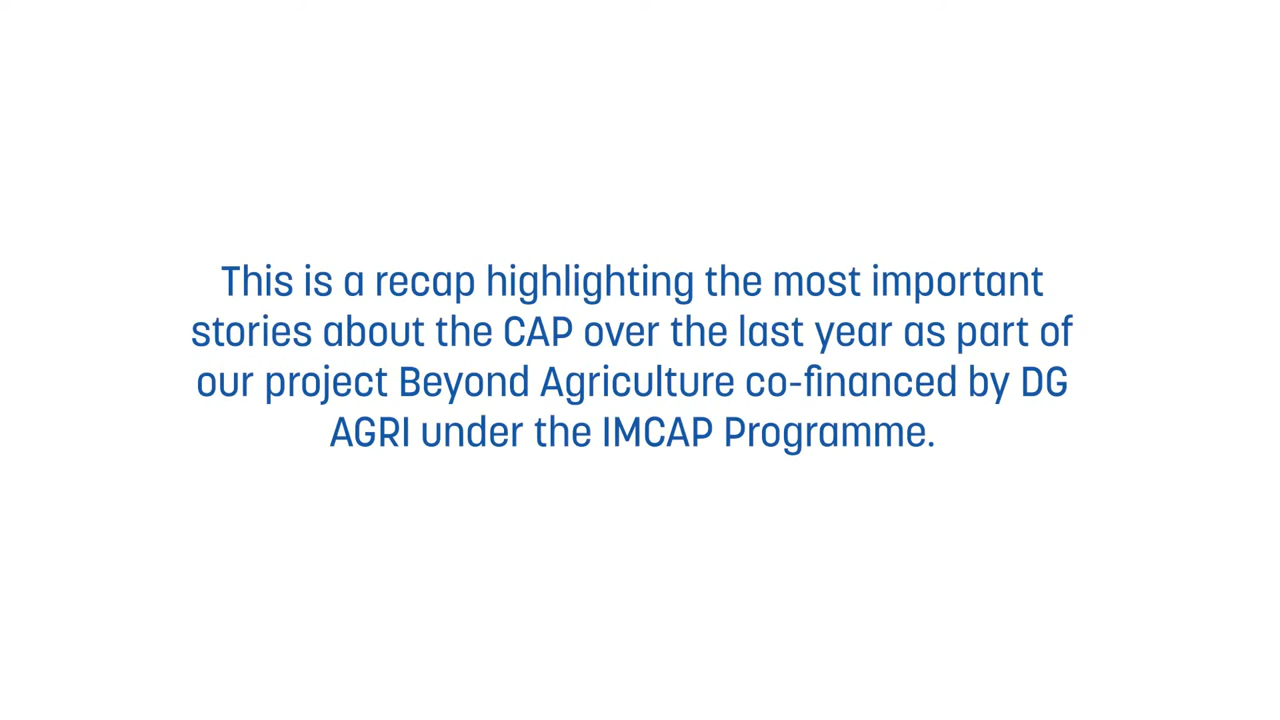 This is a recap highlighting the most important
stories about the CAP over the last year as part of
our project Beyond Agriculture co-financed by DG
AGRI under the IMCAP Programme.